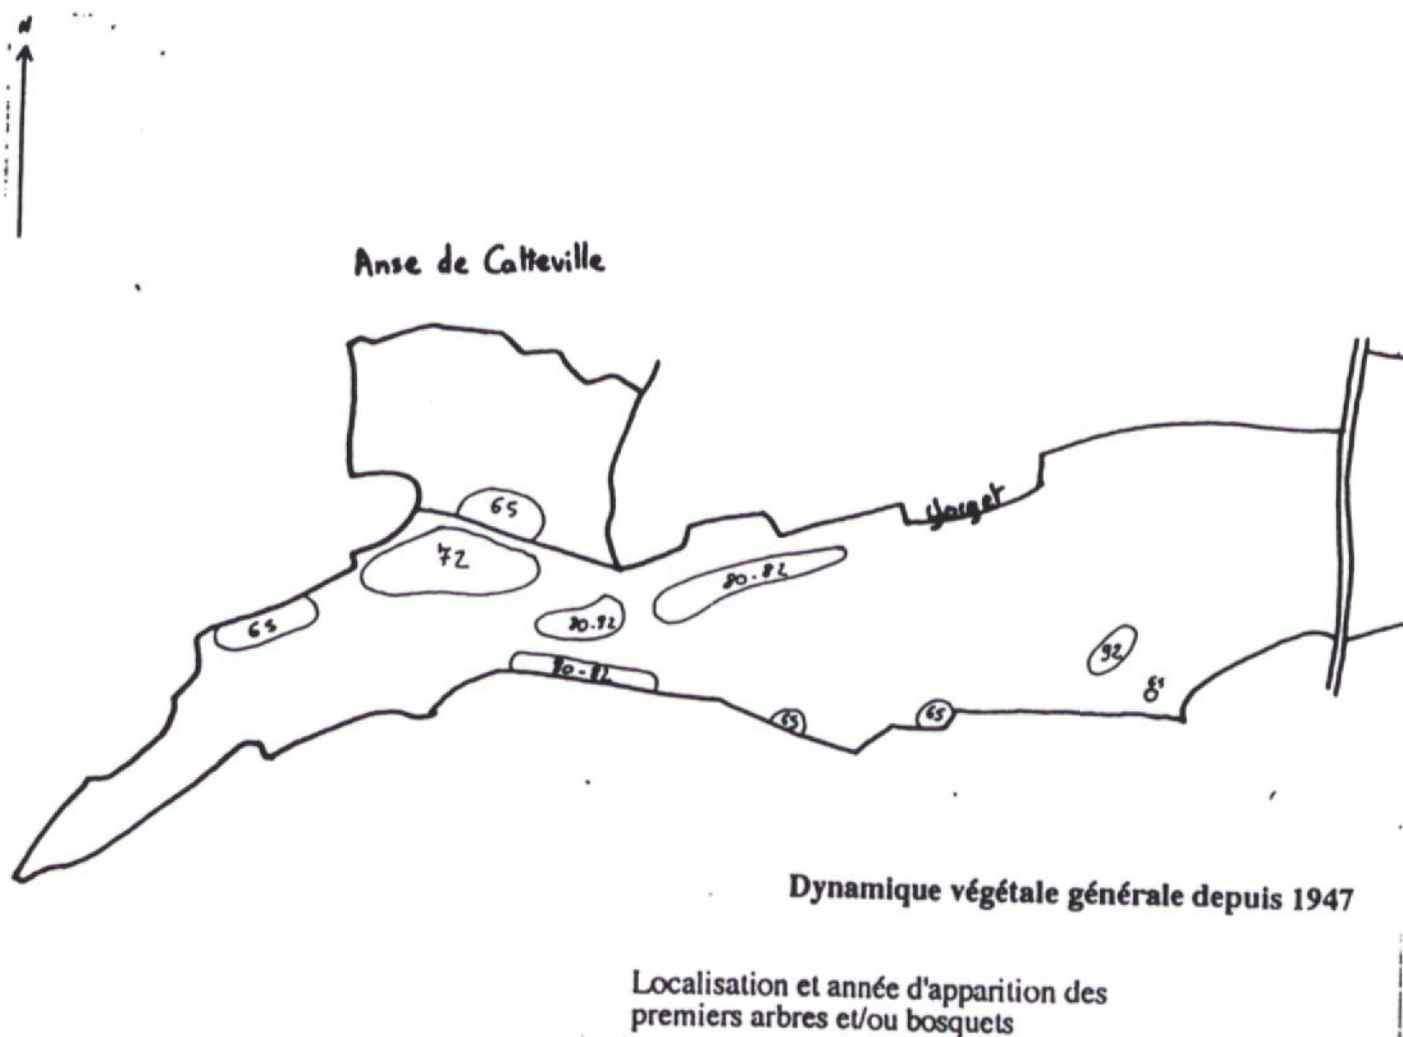 N
Anse de Catteville
65
72
80-82
65
80-82
80-82
92
65
65
65
Dynamique végétale générale depuis 1947
Localisation et année d'apparition des
premiers arbres et/ou bosquets